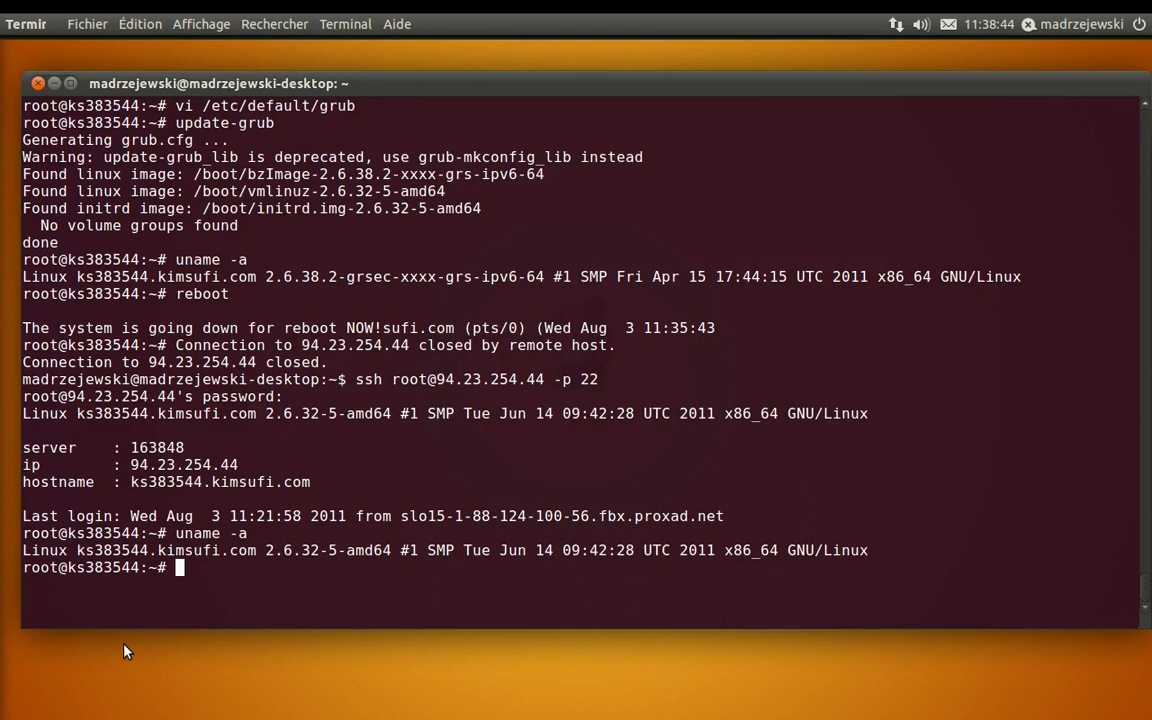 Termir Fichier Édition Affichage Rechercher Terminal Aide 11:38:44 madrzejewski
madrzejewski@madrzejewski-desktop: ~
root@ks383544:~# vi /etc/default/grub
root@ks383544:~# update-grub
Generating grub.cfg ...
Warning: update-grub_lib is deprecated, use grub-mkconfig_lib instead
Found linux image: /boot/bzImage-2.6.38.2-xxxx-grs-ipv6-64
Found linux image: /boot/vmlinuz-2.6.32-5-amd64
Found initrd image: /boot/initrd.img-2.6.32-5-amd64
  No volume groups found
done
root@ks383544:~# uname -a
Linux ks383544.kimsufi.com 2.6.38.2-grsec-xxxx-grs-ipv6-64 #1 SMP Fri Apr 15 17:44:15 UTC 2011 x86_64 GNU/Linux
root@ks383544:~# reboot
The system is going down for reboot NOW!sufi.com (pts/0) (Wed Aug  3 11:35:43
root@ks383544:~# Connection to 94.23.254.44 closed by remote host.
Connection to 94.23.254.44 closed.
madrzejewski@madrzejewski-desktop:~$ ssh root@94.23.254.44 -p 22
root@94.23.254.44's password:
Linux ks383544.kimsufi.com 2.6.32-5-amd64 #1 SMP Tue Jun 14 09:42:28 UTC 2011 x86_64 GNU/Linux
server    : 163848
ip        : 94.23.254.44
hostname  : ks383544.kimsufi.com
Last login: Wed Aug  3 11:21:58 2011 from slo15-1-88-124-100-56.fbx.proxad.net
root@ks383544:~# uname -a
Linux ks383544.kimsufi.com 2.6.32-5-amd64 #1 SMP Tue Jun 14 09:42:28 UTC 2011 x86_64 GNU/Linux
root@ks383544:~#